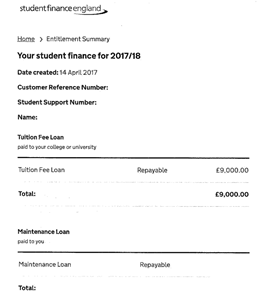 studentfinance england
Home > Entitlement Summary
Your student finance for 2017/18
Date created: 14 April 2017
Customer Reference Number:
Student Support Number:
Name:
Tuition Fee Loan
paid to your college or university
Tuition Fee Loan Repayable £9,000.00
Total: £9,000.00
Maintenance Loan
paid to you
Maintenance Loan Repayable
Total: